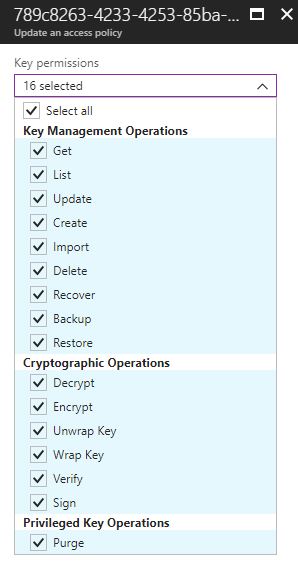 789c8263-4233-4253-85ba-...
Update an access policy
Key permissions
16 selected
Select all
Key Management Operations
Get
List
Update
Create
Import
Delete
Recover
Backup
Restore
Cryptographic Operations
Decrypt
Encrypt
Unwrap Key
Wrap Key
Verify
Sign
Privileged Key Operations
Purge